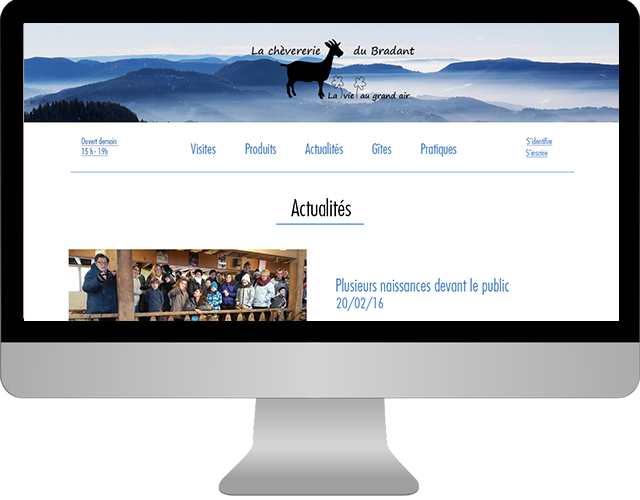 La chèvererie du Bradant
La vie au grand air
Ouvert demain
15 h - 19h
Visites Produits Actualités Gîtes Pratiques
S'identifier
S'inscrire
Actualités
Plusieurs naissances devant le public
20/02/16